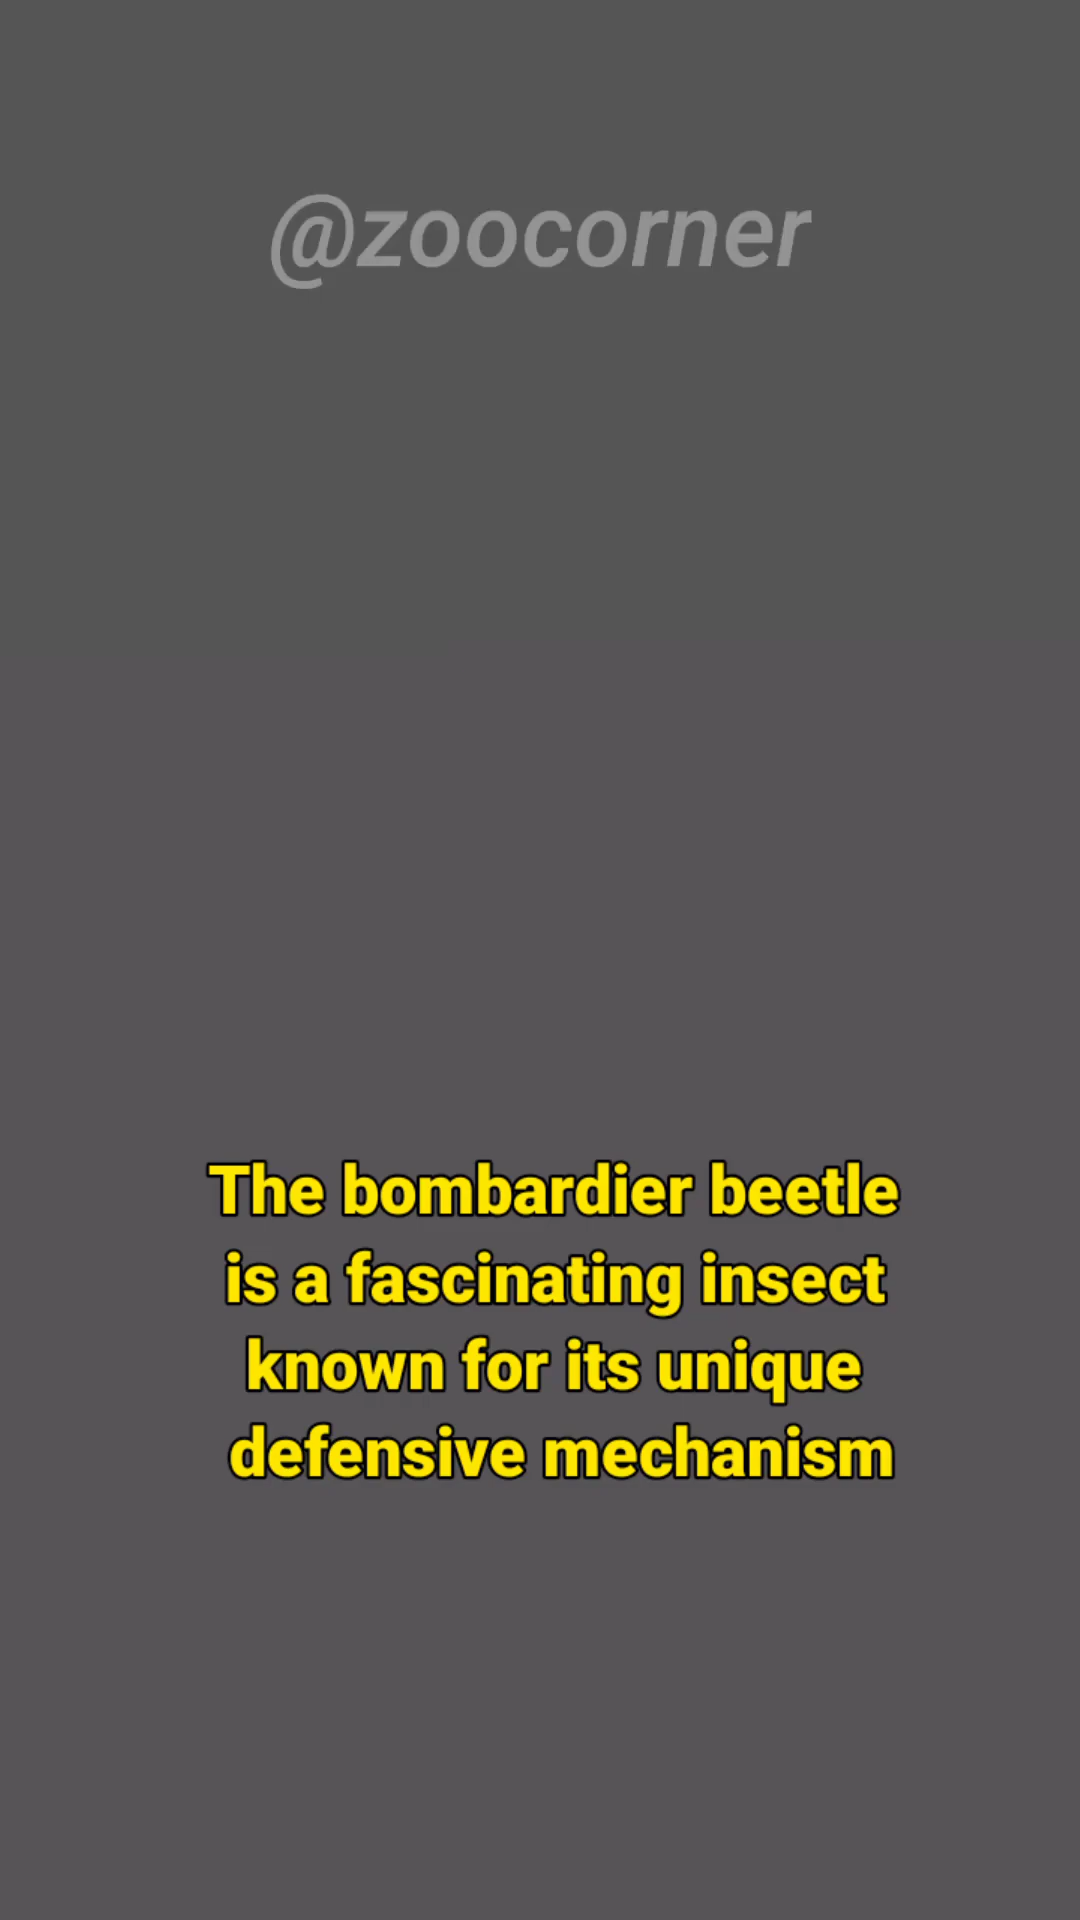 @zoocorner
The bombardier beetle
is a fascinating insect
known for its unique
defensive mechanism